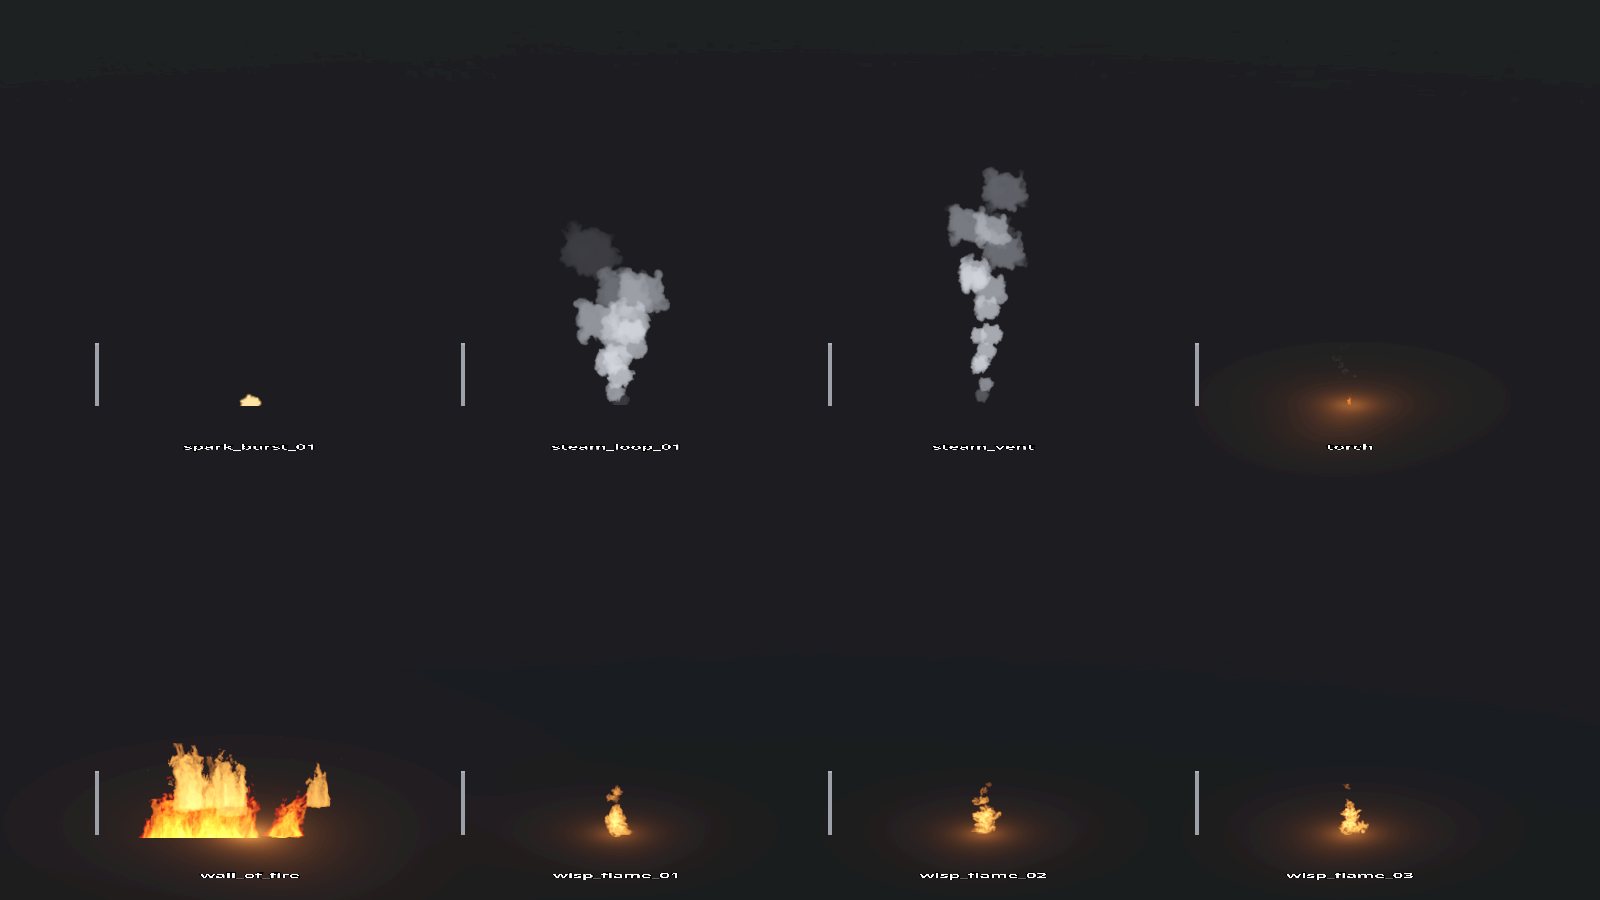 spark_burst_01
steam_loop_01
steam_vent
torch
wall_of_fire
wisp_flame_01
wisp_flame_02
wisp_flame_03